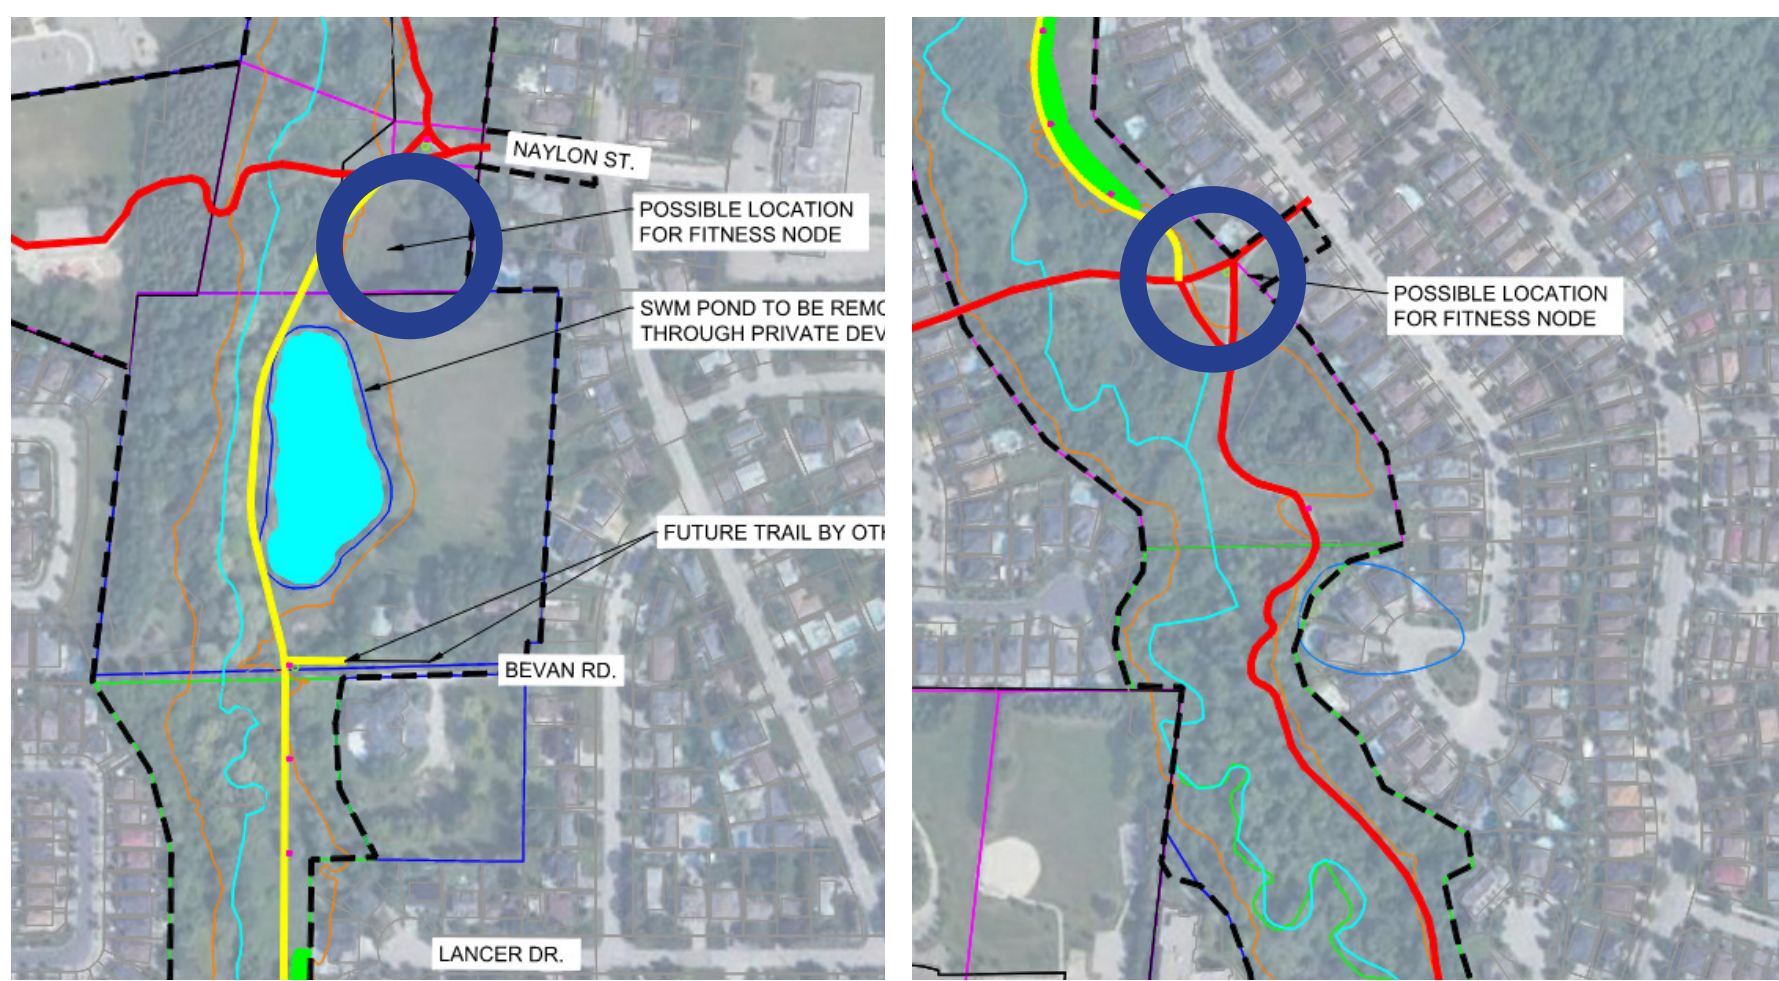 NAYLON ST.
POSSIBLE LOCATION
FOR FITNESS NODE
SWM POND TO BE REMO
THROUGH PRIVATE DEV
FUTURE TRAIL BY OTH
BEVAN RD.
LANCER DR.
POSSIBLE LOCATION
FOR FITNESS NODE